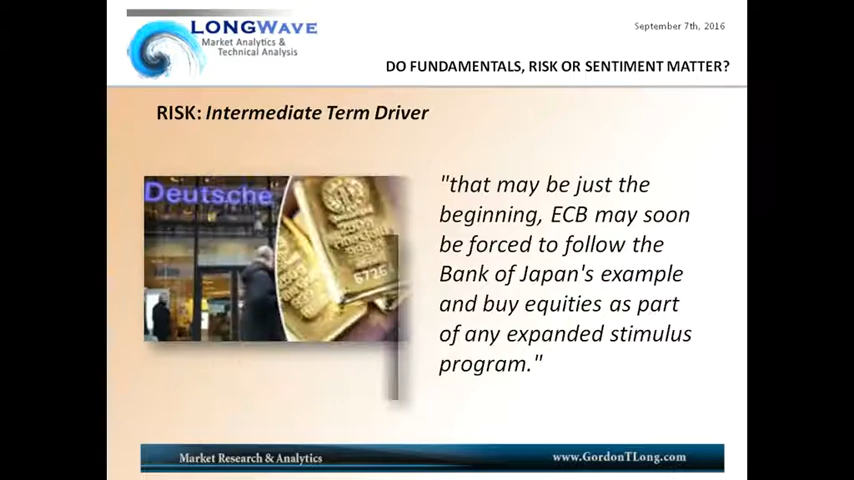 LONGWAVE
Market Analytics &
Technical Analysis
September 7th, 2016
DO FUNDAMENTALS, RISK OR SENTIMENT MATTER?
RISK: Intermediate Term Driver
Deutsche
"that may be just the
beginning, ECB may soon
be forced to follow the
Bank of Japan's example
and buy equities as part
of any expanded stimulus
program."
Market Research & Analytics
www.GordonTLong.com